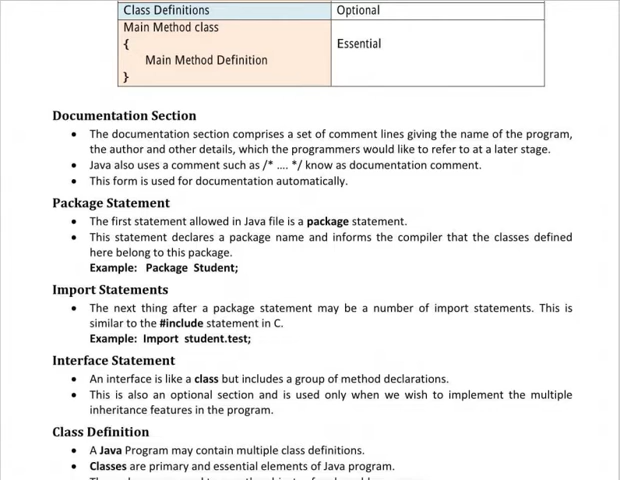 Class Definitions Optional
Main Method class
{ Essential
Main Method Definition
}
Documentation Section
• The documentation section comprises a set of comment lines giving the name of the program,
the author and other details, which the programmers would like to refer to at a later stage.
• Java also uses a comment such as /* .... */ know as documentation comment.
• This form is used for documentation automatically.
Package Statement
• The first statement allowed in Java file is a package statement.
• This statement declares a package name and informs the compiler that the classes defined
here belong to this package.
Example: Package Student;
Import Statements
• The next thing after a package statement may be a number of import statements. This is
similar to the #include statement in C.
Example: Import student.test;
Interface Statement
• An interface is like a class but includes a group of method declarations.
• This is also an optional section and is used only when we wish to implement the multiple
inheritance features in the program.
Class Definition
• A Java Program may contain multiple class definitions.
• Classes are primary and essential elements of Java program.